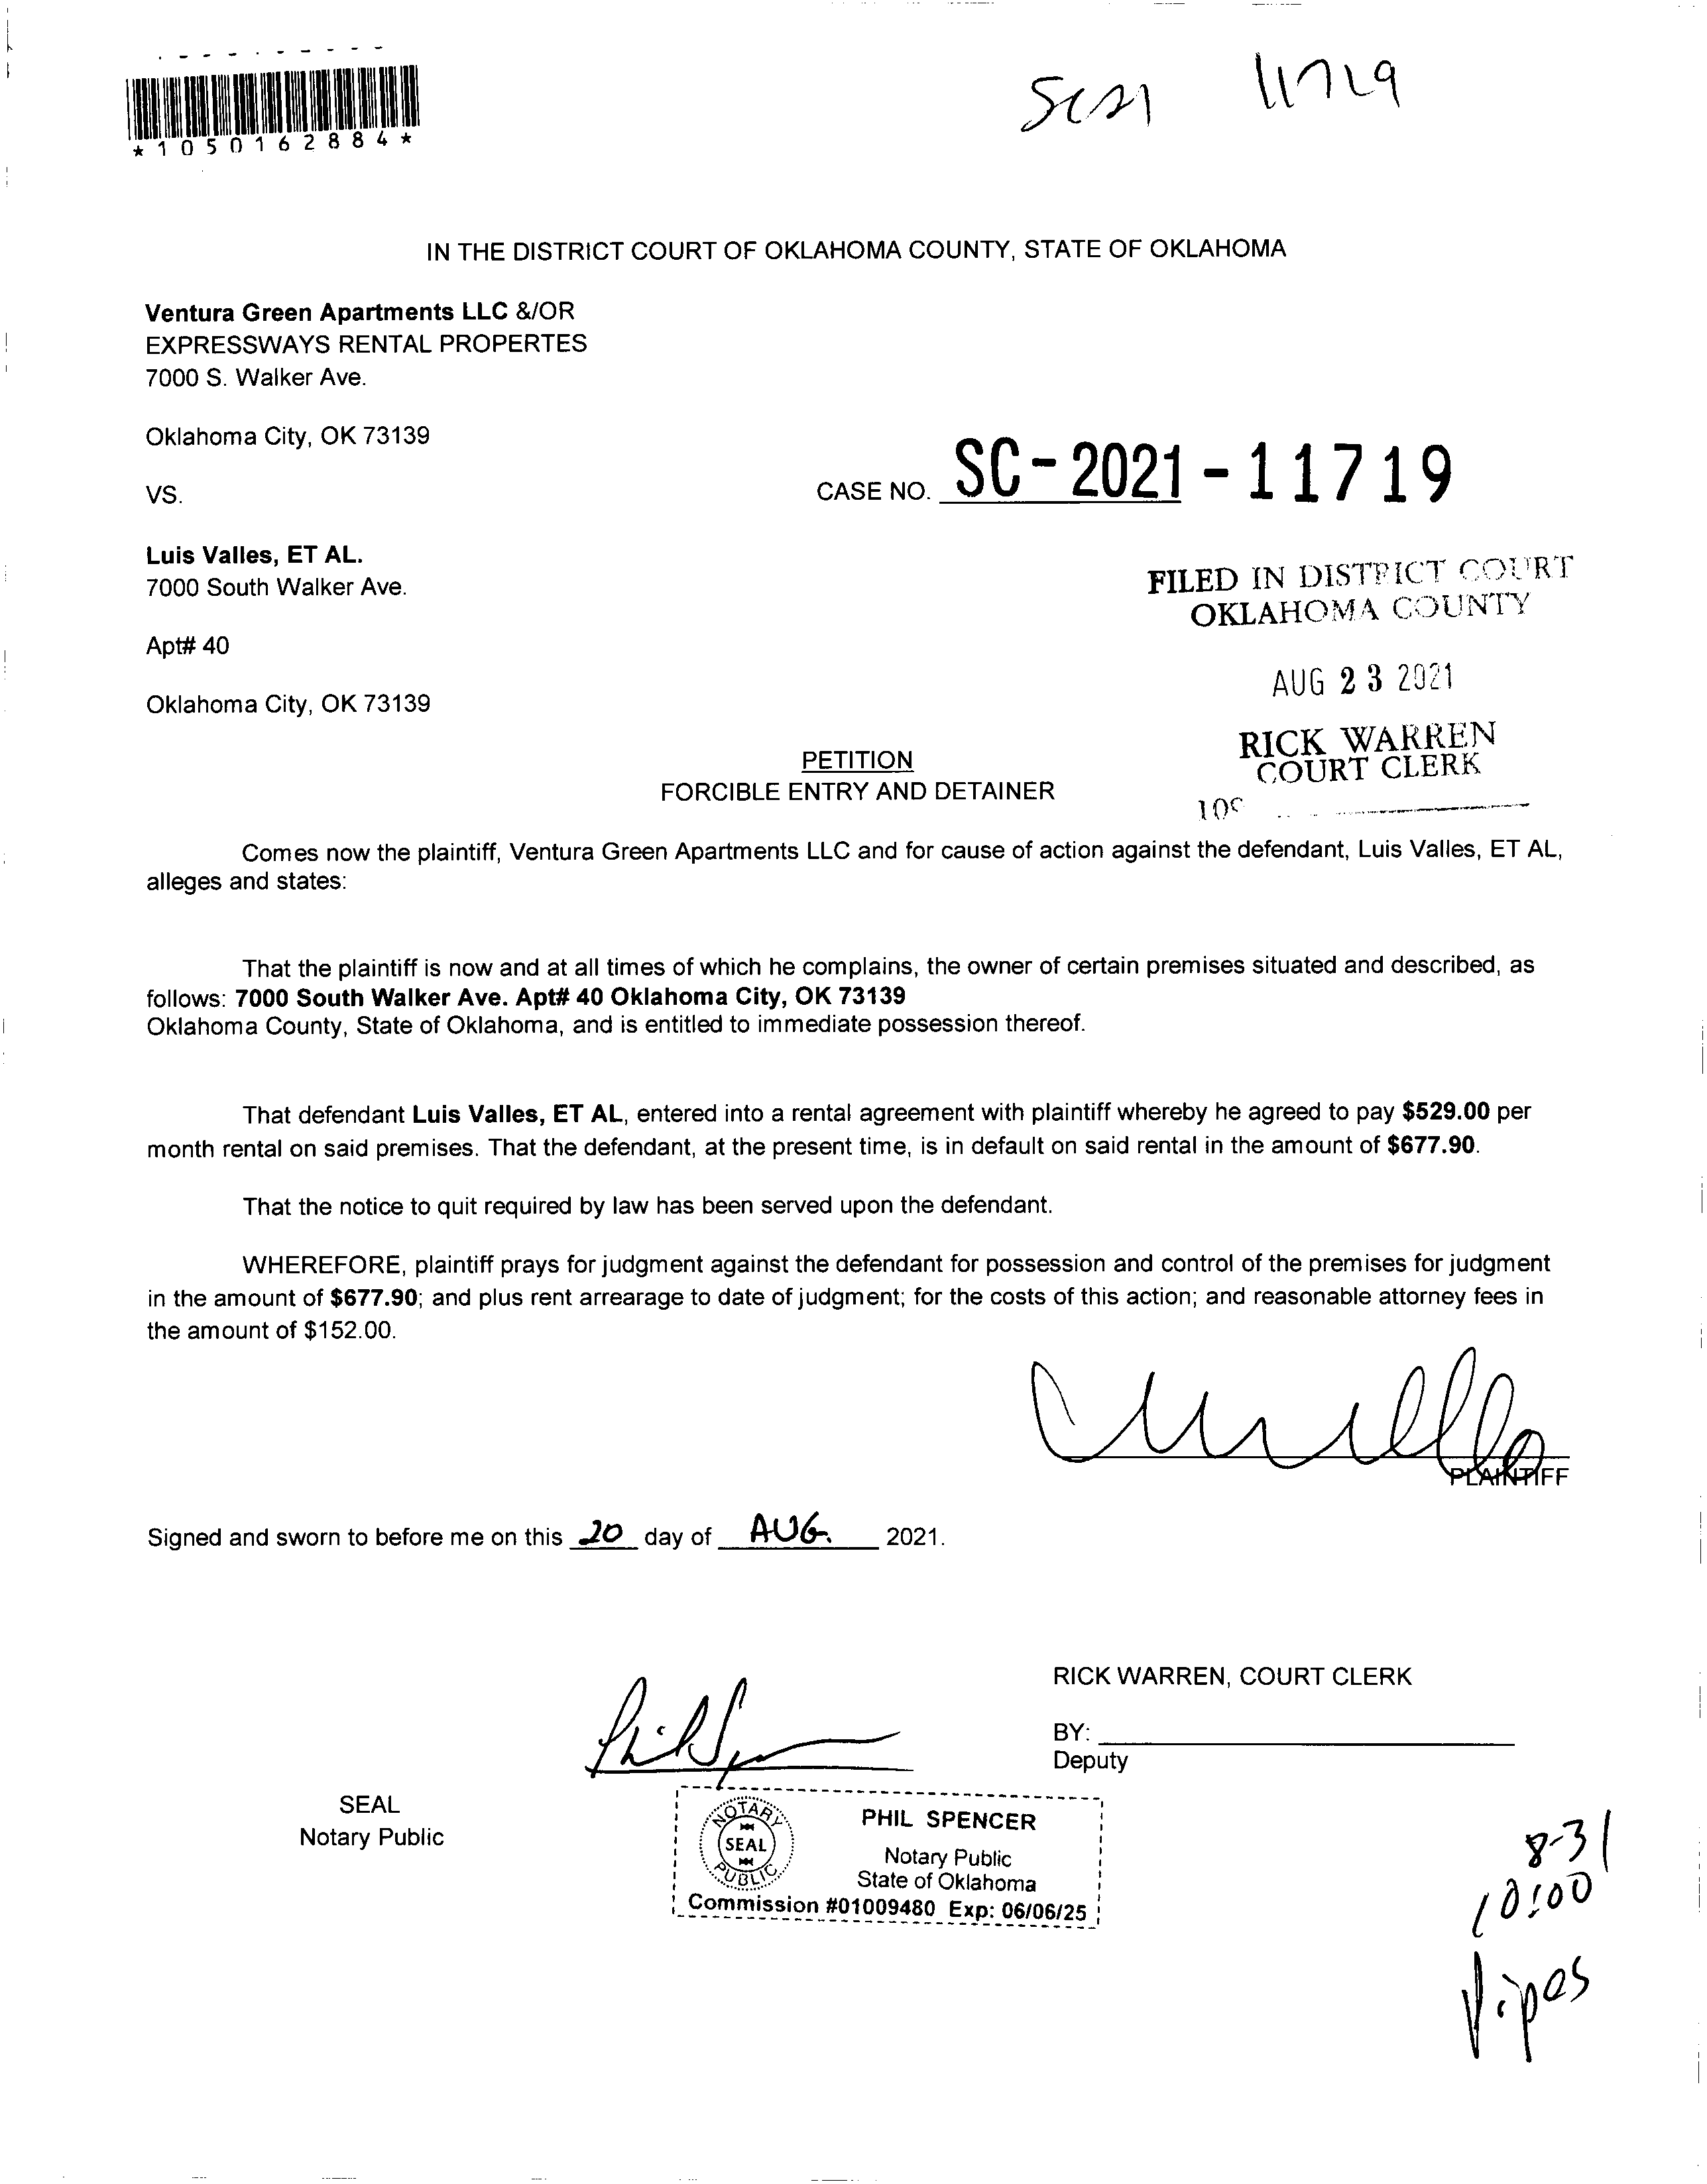 *1050162884*
SC21 11719
IN THE DISTRICT COURT OF OKLAHOMA COUNTY, STATE OF OKLAHOMA
Ventura Green Apartments LLC &/OR
EXPRESSWAYS RENTAL PROPERTES
7000 S. Walker Ave.
Oklahoma City, OK 73139
VS.
CASE NO. SC-2021-11719
Luis Valles, ET AL.
7000 South Walker Ave.
Apt# 40
Oklahoma City, OK 73139
FILED IN DISTRICT COURT
OKLAHOMA COUNTY
AUG 23 2021
RICK WARREN
COURT CLERK
PETITION
FORCIBLE ENTRY AND DETAINER
Comes now the plaintiff, Ventura Green Apartments LLC and for cause of action against the defendant, Luis Valles, ET AL,
alleges and states:
That the plaintiff is now and at all times of which he complains, the owner of certain premises situated and described, as
follows: 7000 South Walker Ave. Apt# 40 Oklahoma City, OK 73139
Oklahoma County, State of Oklahoma, and is entitled to immediate possession thereof.
That defendant Luis Valles, ET AL, entered into a rental agreement with plaintiff whereby he agreed to pay $529.00 per
month rental on said premises. That the defendant, at the present time, is in default on said rental in the amount of $677.90.
That the notice to quit required by law has been served upon the defendant.
WHEREFORE, plaintiff prays for judgment against the defendant for possession and control of the premises for judgment
in the amount of $677.90; and plus rent arrearage to date of judgment; for the costs of this action; and reasonable attorney fees in
the amount of $152.00.
PLAINTIFF
Signed and sworn to before me on this 20 day of AUG. 2021.
RICK WARREN, COURT CLERK
BY:
Deputy
SEAL
Notary Public
NOTARY
SEAL
PUBLIC
PHIL SPENCER
Notary Public
State of Oklahoma
Commission #01009480 Exp: 06/06/25
8-31
10:00
Pipes